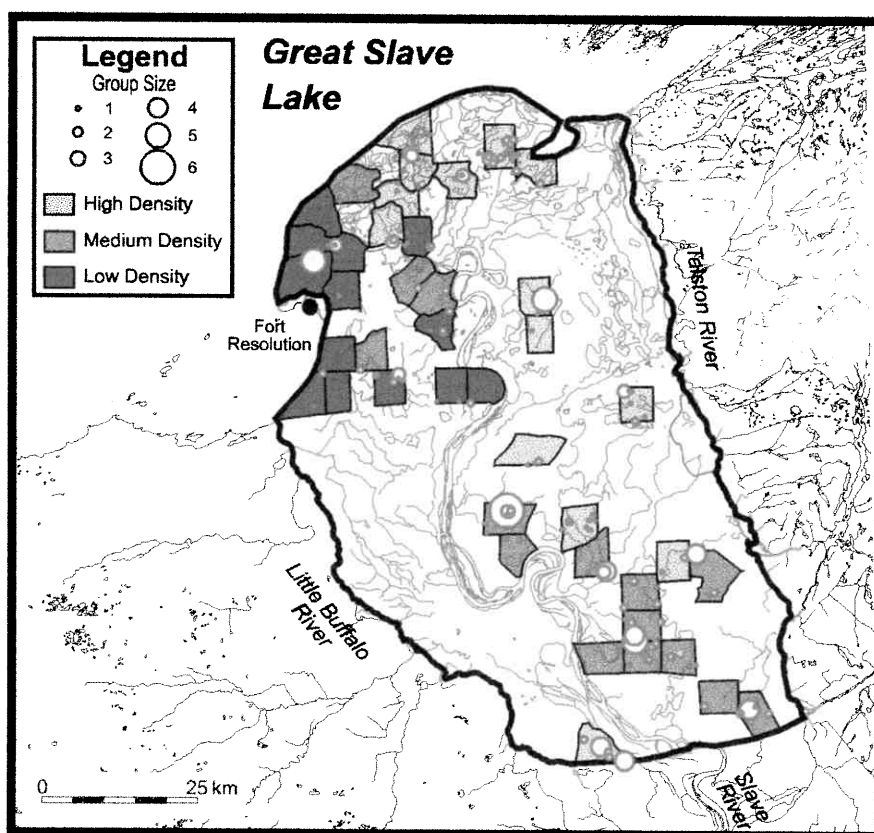 Great Slave
Lake
Legend
Group Size
1
2
3
4
5
6
High Density
Medium Density
Low Density
Fort
Resolution
Talston River
Little Buffalo
River
Slave
River
0
25 km